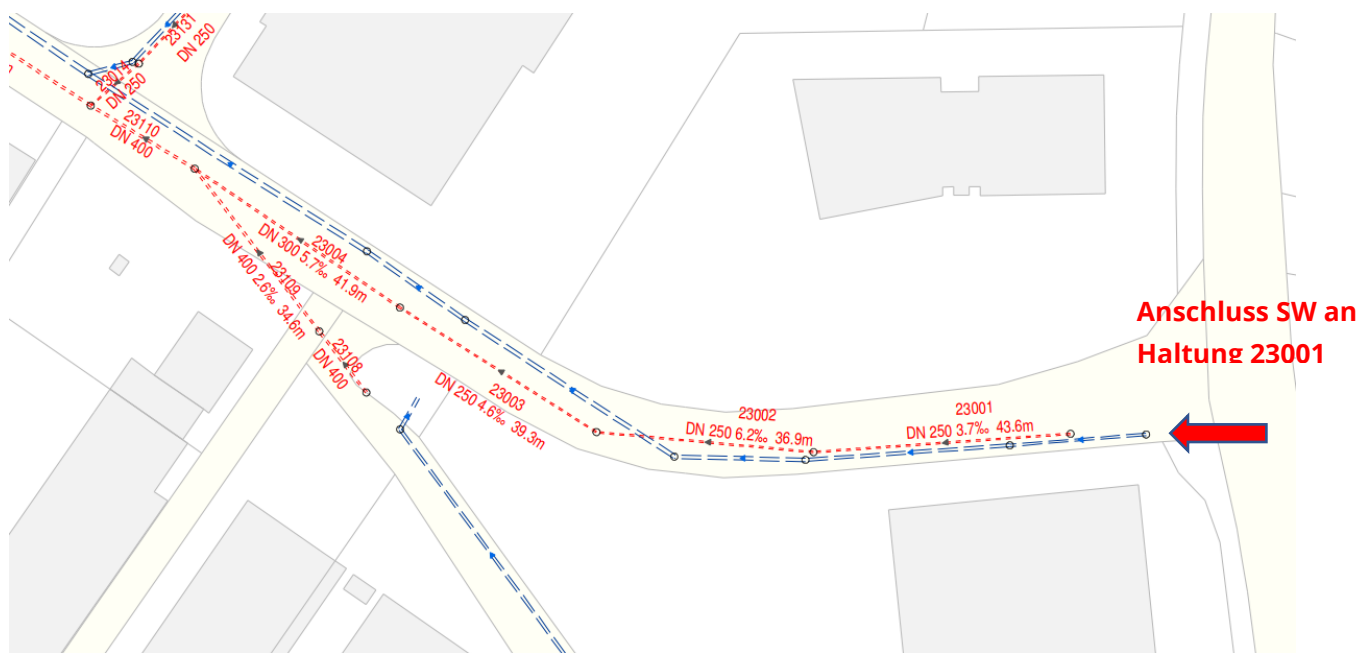 23131
DN 250
23014
DN 250
23110
DN 400
23004
DN 300 5.7‰ 41.9m
23109
DN 400 2.6‰ 34.6m
23108
DN 400
23003
DN 250 4.6‰ 39.3m
23002
DN 250 6.2‰ 36.9m
23001
DN 250 3.7‰ 43.6m
Anschluss SW an
Haltung 23001